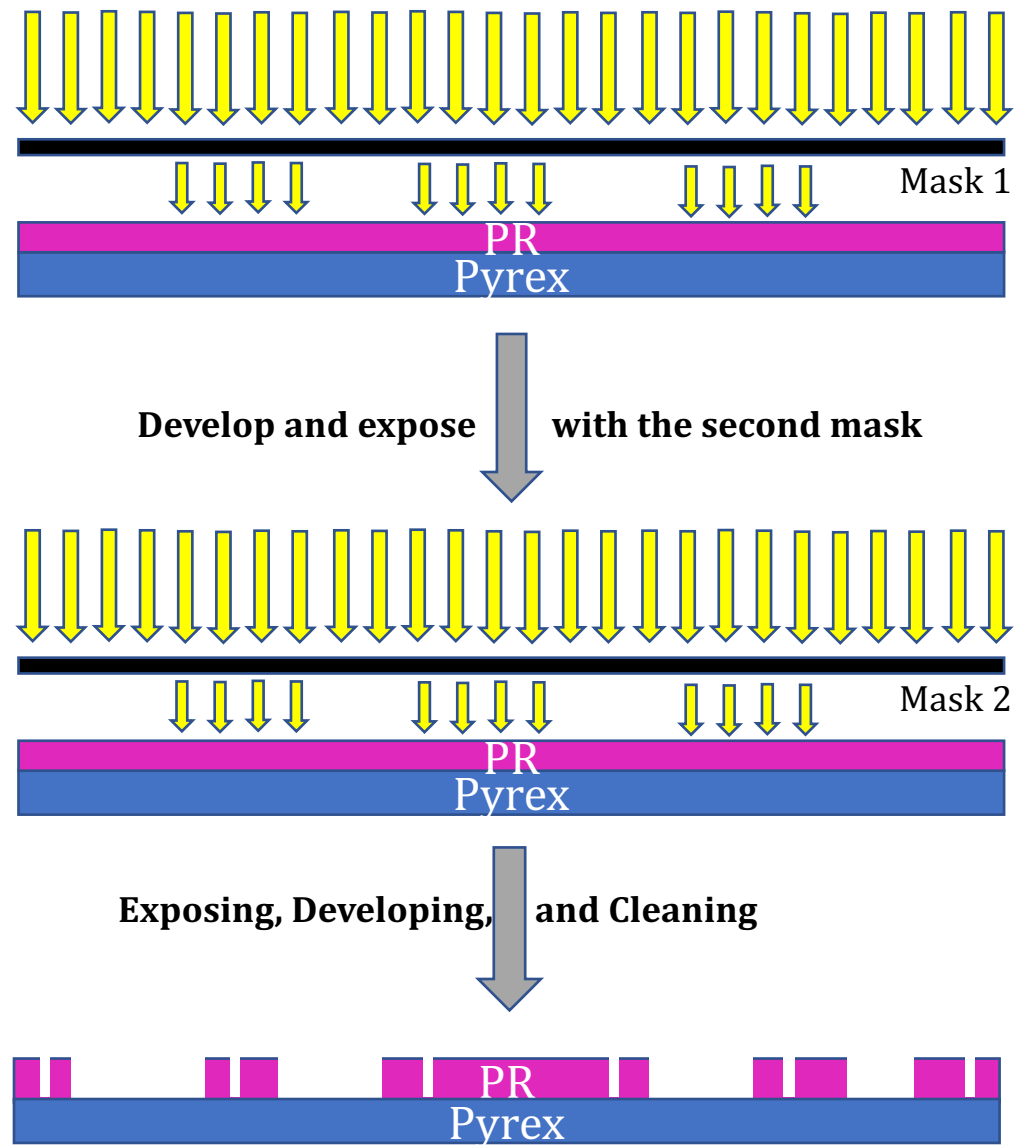 Mask 1
PR
Pyrex
Develop and expose with the second mask
Mask 2
PR
Pyrex
Exposing, Developing, and Cleaning
PR
Pyrex